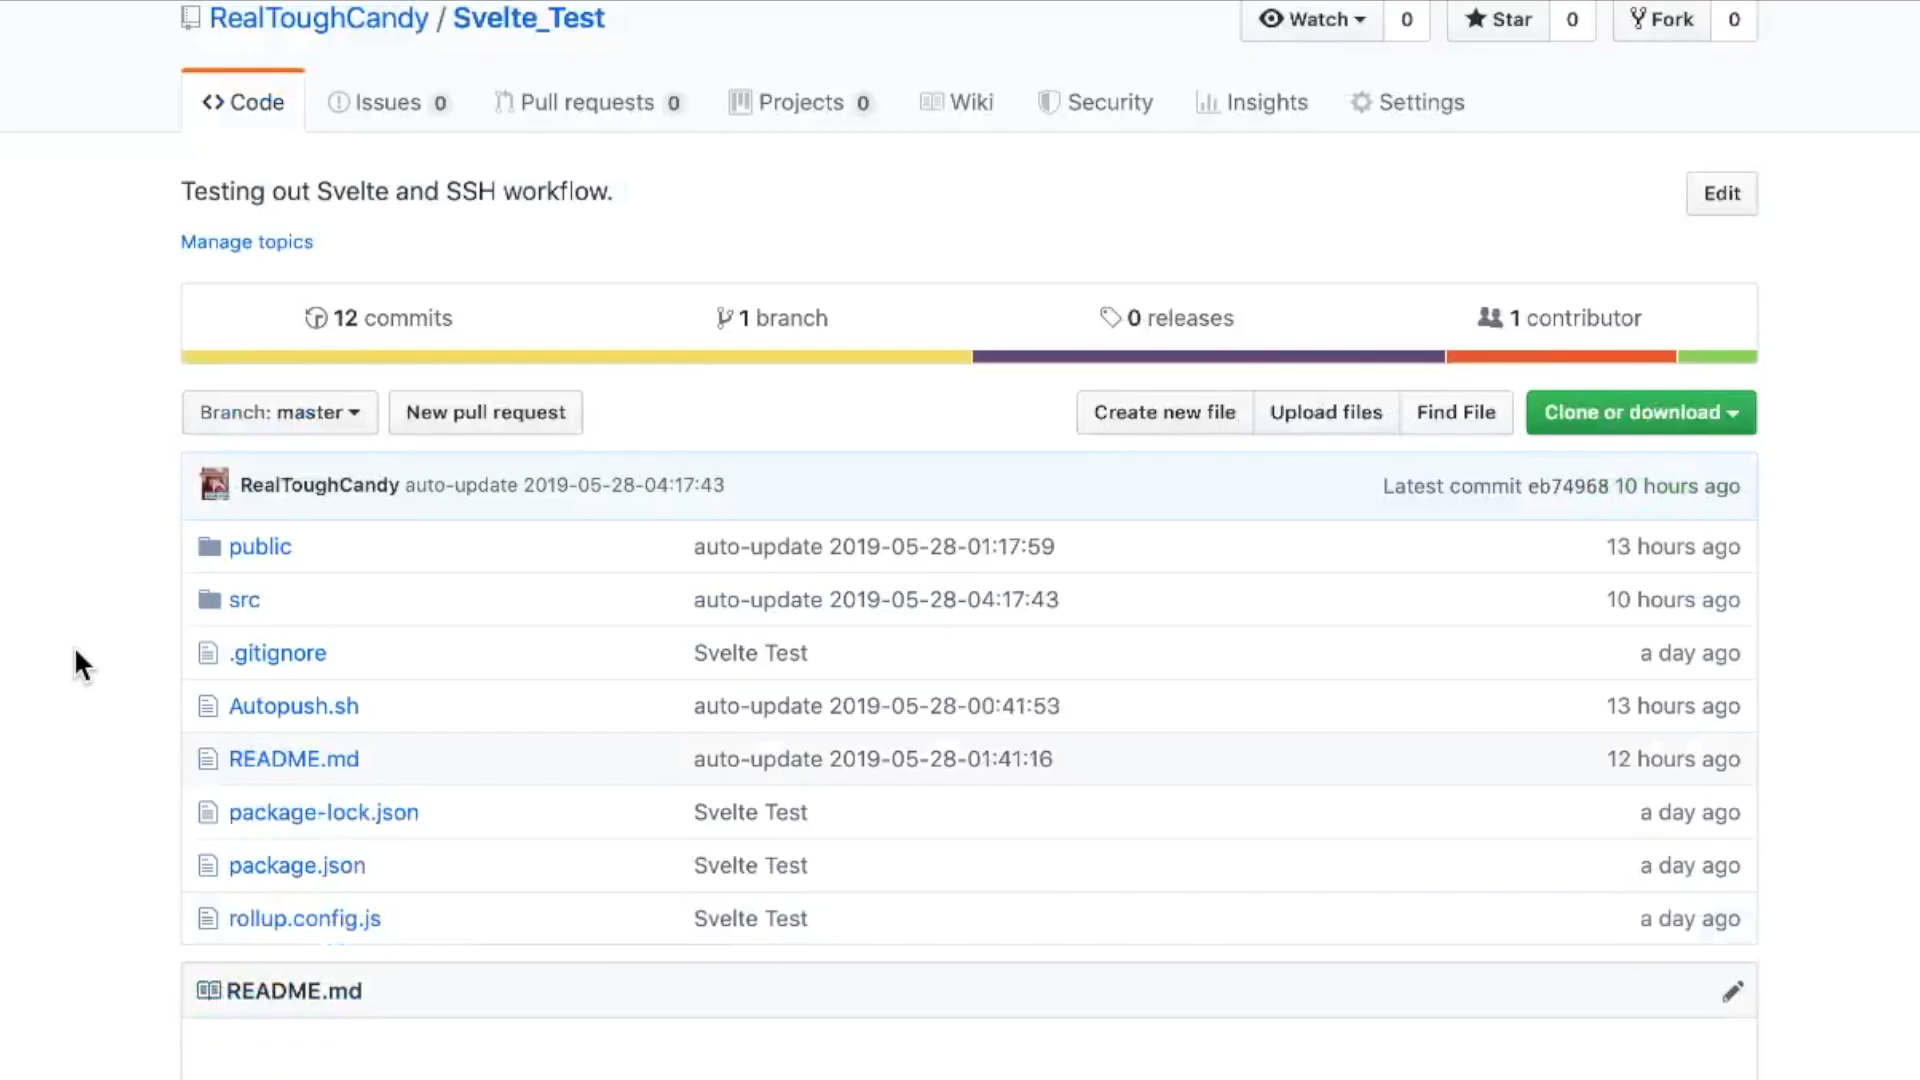 RealToughCandy / Svelte_Test
Watch 0 Star 0 Fork 0
Code Issues 0 Pull requests 0 Projects 0 Wiki Security Insights Settings
Testing out Svelte and SSH workflow.
Edit
Manage topics
12 commits 1 branch 0 releases 1 contributor
Branch: master New pull request Create new file Upload files Find File Clone or download
RealToughCandy auto-update 2019-05-28-04:17:43 Latest commit eb74968 10 hours ago
public auto-update 2019-05-28-01:17:59 13 hours ago
src auto-update 2019-05-28-04:17:43 10 hours ago
.gitignore Svelte Test a day ago
Autopush.sh auto-update 2019-05-28-00:41:53 13 hours ago
README.md auto-update 2019-05-28-01:41:16 12 hours ago
package-lock.json Svelte Test a day ago
package.json Svelte Test a day ago
rollup.config.js Svelte Test a day ago
README.md